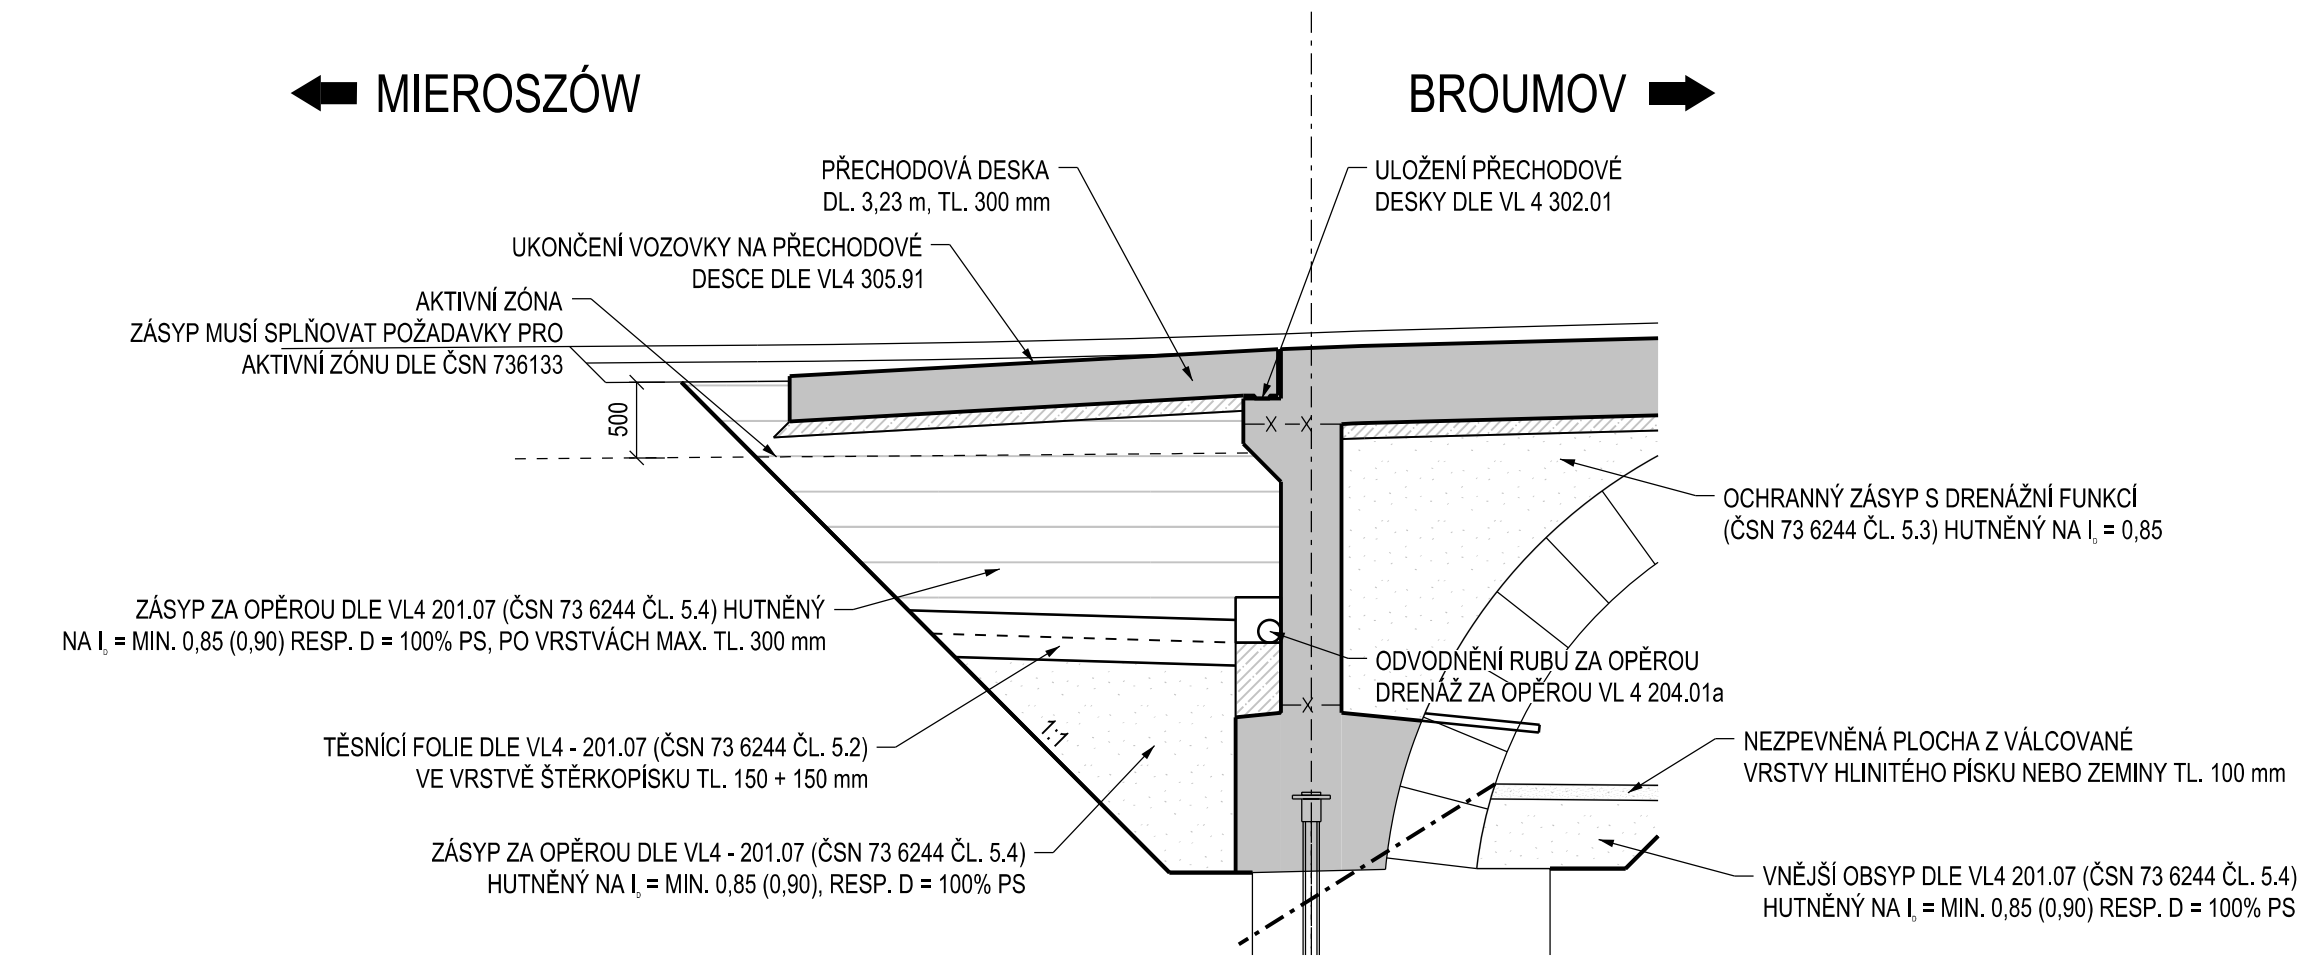 MIEROSZÓW
BROUMOV
PŘECHODOVÁ DESKA
DL. 3,23 m, TL. 300 mm
ULOŽENÍ PŘECHODOVÉ
DESKY DLE VL 4 302.01
UKONČENÍ VOZOVKY NA PŘECHODOVÉ
DESCE DLE VL4 305.91
AKTIVNÍ ZÓNA
ZÁSYP MUSÍ SPLŇOVAT POŽADAVKY PRO
AKTIVNÍ ZÓNU DLE ČSN 736133
500
OCHRANNÝ ZÁSYP S DRENÁŽNÍ FUNKCÍ
(ČSN 73 6244 ČL. 5.3) HUTNĚNÝ NA I_D = 0,85
ZÁSYP ZA OPĚROU DLE VL4 201.07 (ČSN 73 6244 ČL. 5.4) HUTNĚNÝ
NA I_D = MIN. 0,85 (0,90) RESP. D = 100% PS, PO VRSTVÁCH MAX. TL. 300 mm
ODVODNĚNÍ RUBU ZA OPĚROU
DRENÁŽ ZA OPĚROU VL 4 204.01a
1:1
TĚSNÍCÍ FOLIE DLE VL4 - 201.07 (ČSN 73 6244 ČL. 5.2)
VE VRSTVĚ ŠTĚRKOPÍSKU TL. 150 + 150 mm
NEZPEVNĚNÁ PLOCHA Z VÁLCOVANÉ
VRSTVY HLINITÉHO PÍSKU NEBO ZEMINY TL. 100 mm
ZÁSYP ZA OPĚROU DLE VL4 - 201.07 (ČSN 73 6244 ČL. 5.4)
HUTNĚNÝ NA I_D = MIN. 0,85 (0,90), RESP. D = 100% PS
VNĚJŠÍ OBSYP DLE VL4 201.07 (ČSN 73 6244 ČL. 5.4)
HUTNĚNÝ NA I_D = MIN. 0,85 (0,90) RESP. D = 100% PS